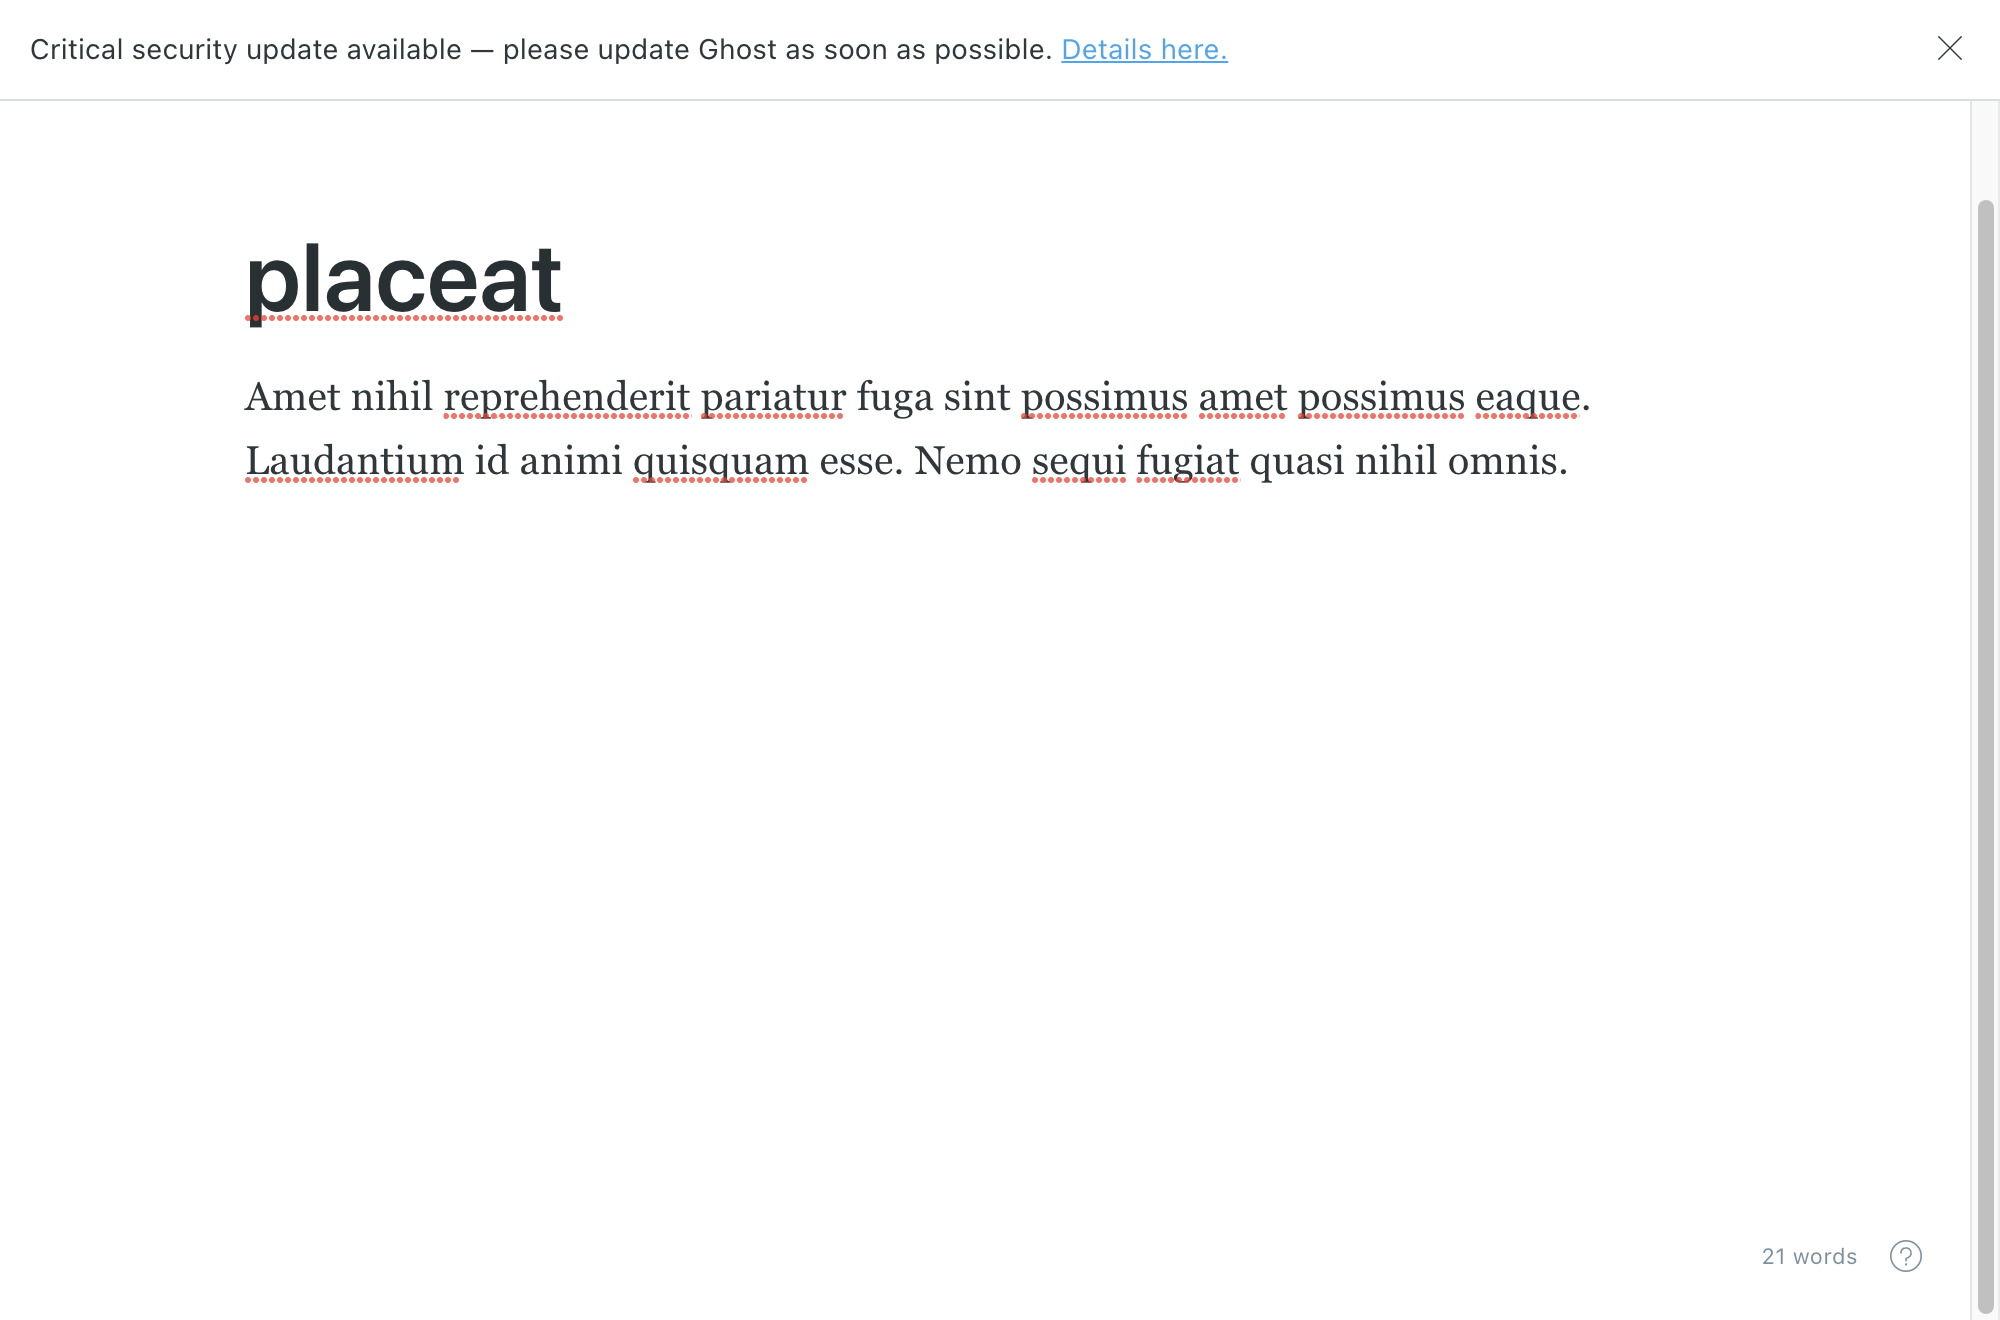 Critical security update available — please update Ghost as soon as possible. Details here.
placeat
Amet nihil reprehenderit pariatur fuga sint possimus amet possimus eaque.
Laudantium id animi quisquam esse. Nemo sequi fugiat quasi nihil omnis.
21 words
?